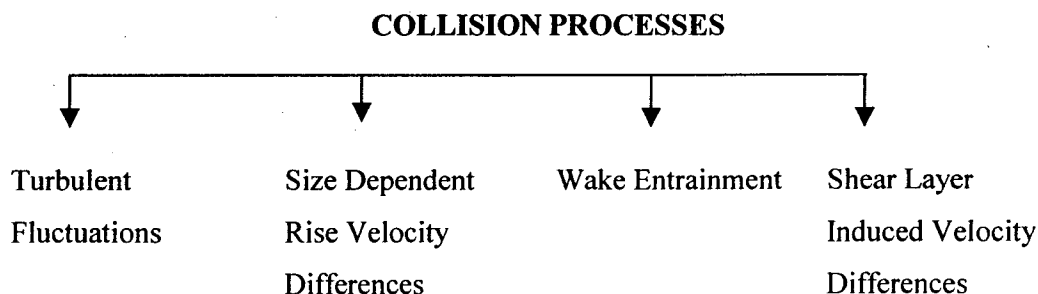 COLLISION PROCESSES
Turbulent
Fluctuations
Size Dependent
Rise Velocity
Differences
Wake Entrainment
Shear Layer
Induced Velocity
Differences